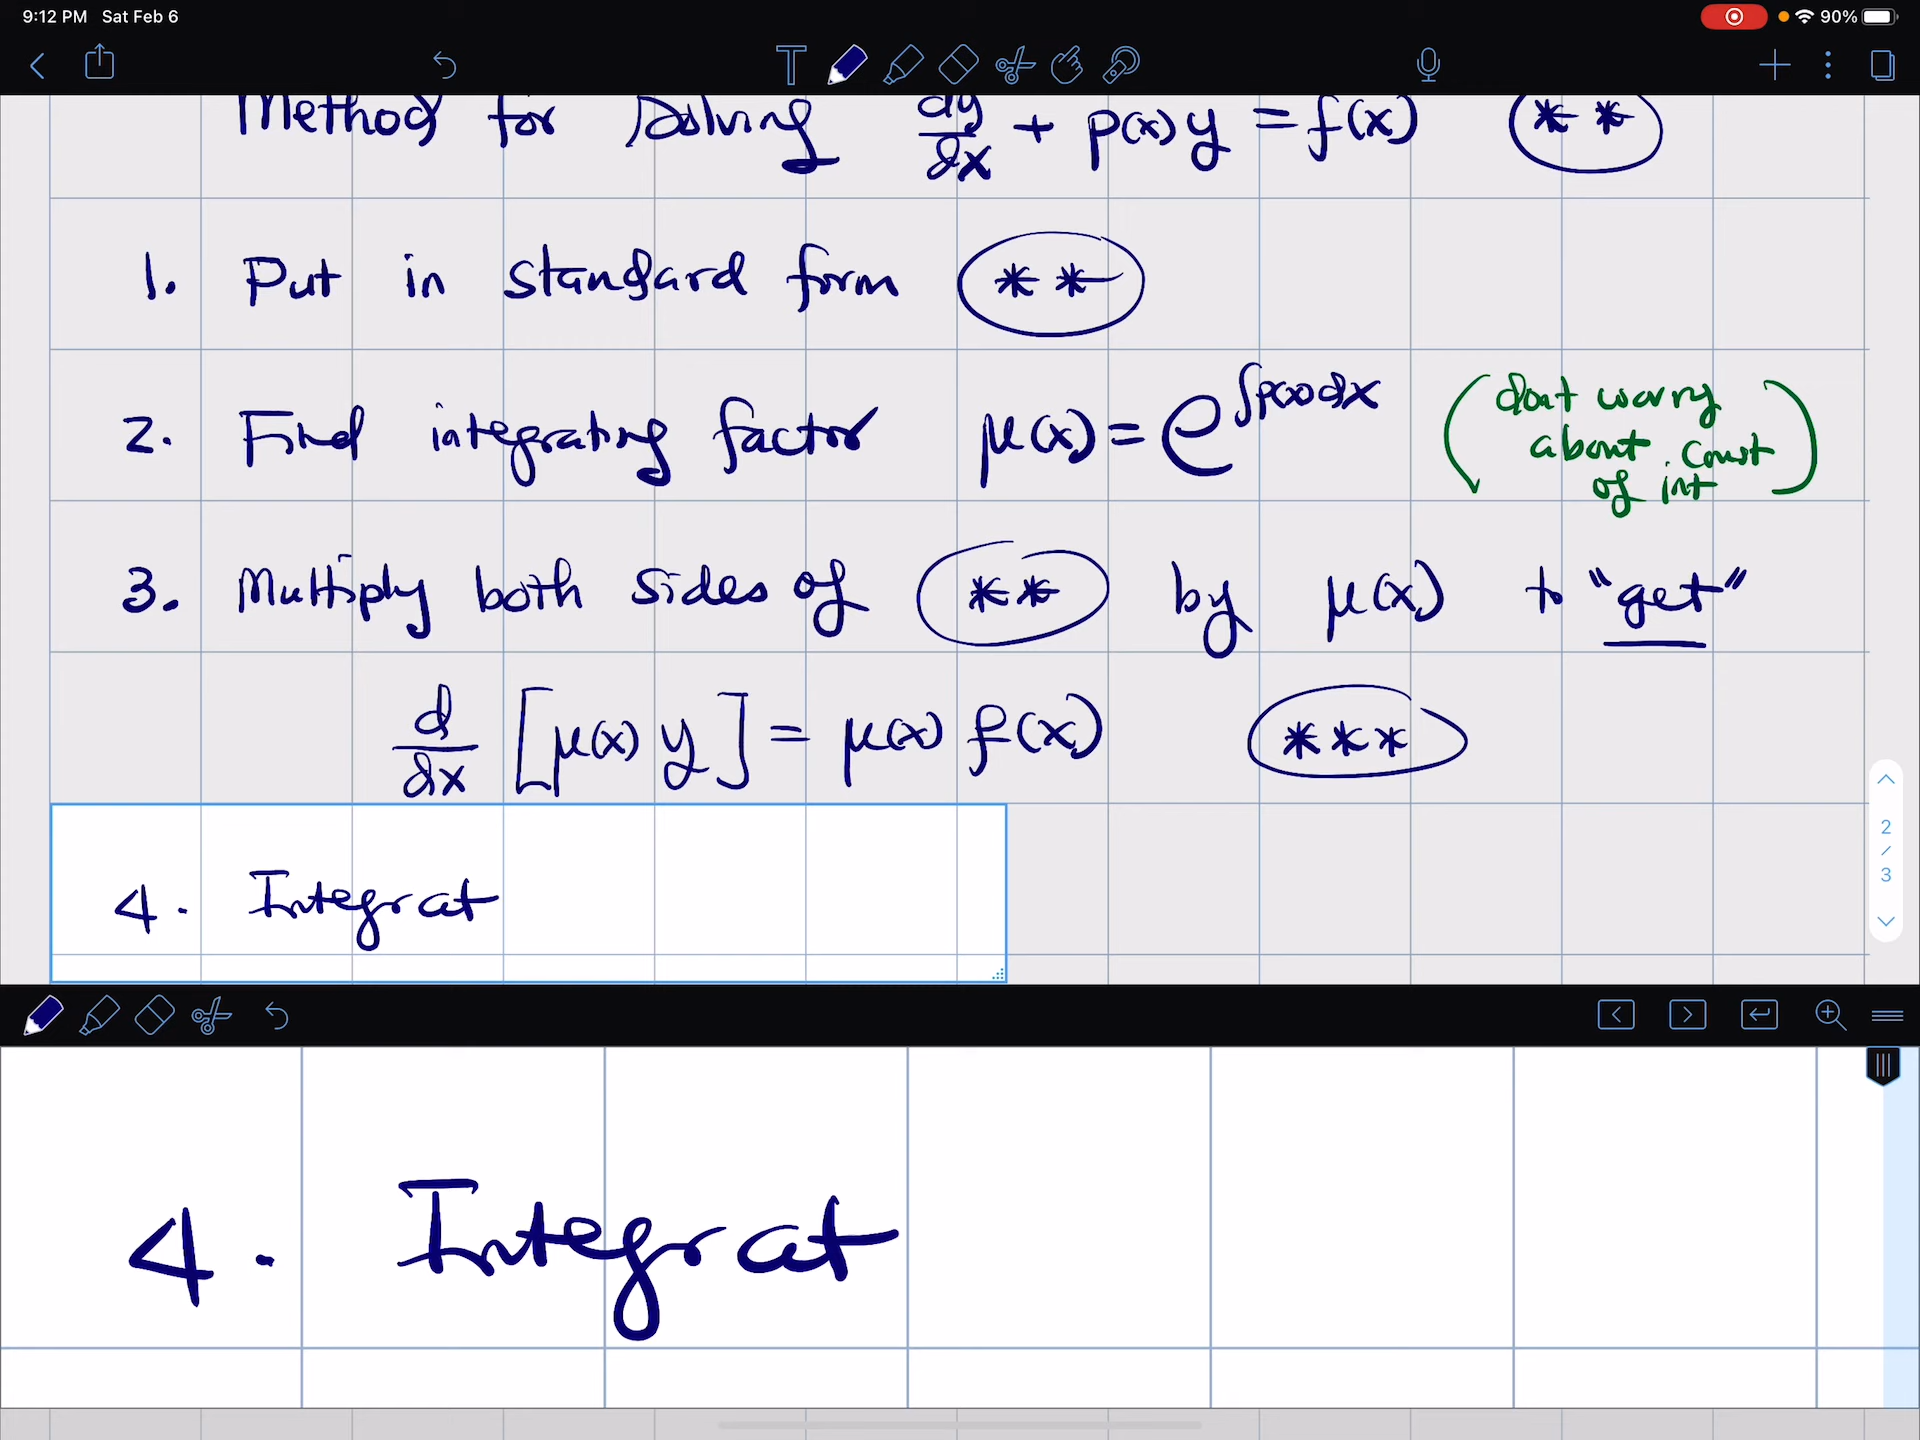 9:12 PM Sat Feb 6
90%
Method for Solving dy/dx + p(x) y = f(x) (**)
1. Put in standard form (**)
2. Find integrating factor μ(x) = e^∫p(x)dx (dont worry
about const
of int)
3. Multiply both sides of (**) by μ(x) to "get"
d/dx [μ(x) y] = μ(x) f(x) (***)
4. Integrat
2
/
3
4. Integrat